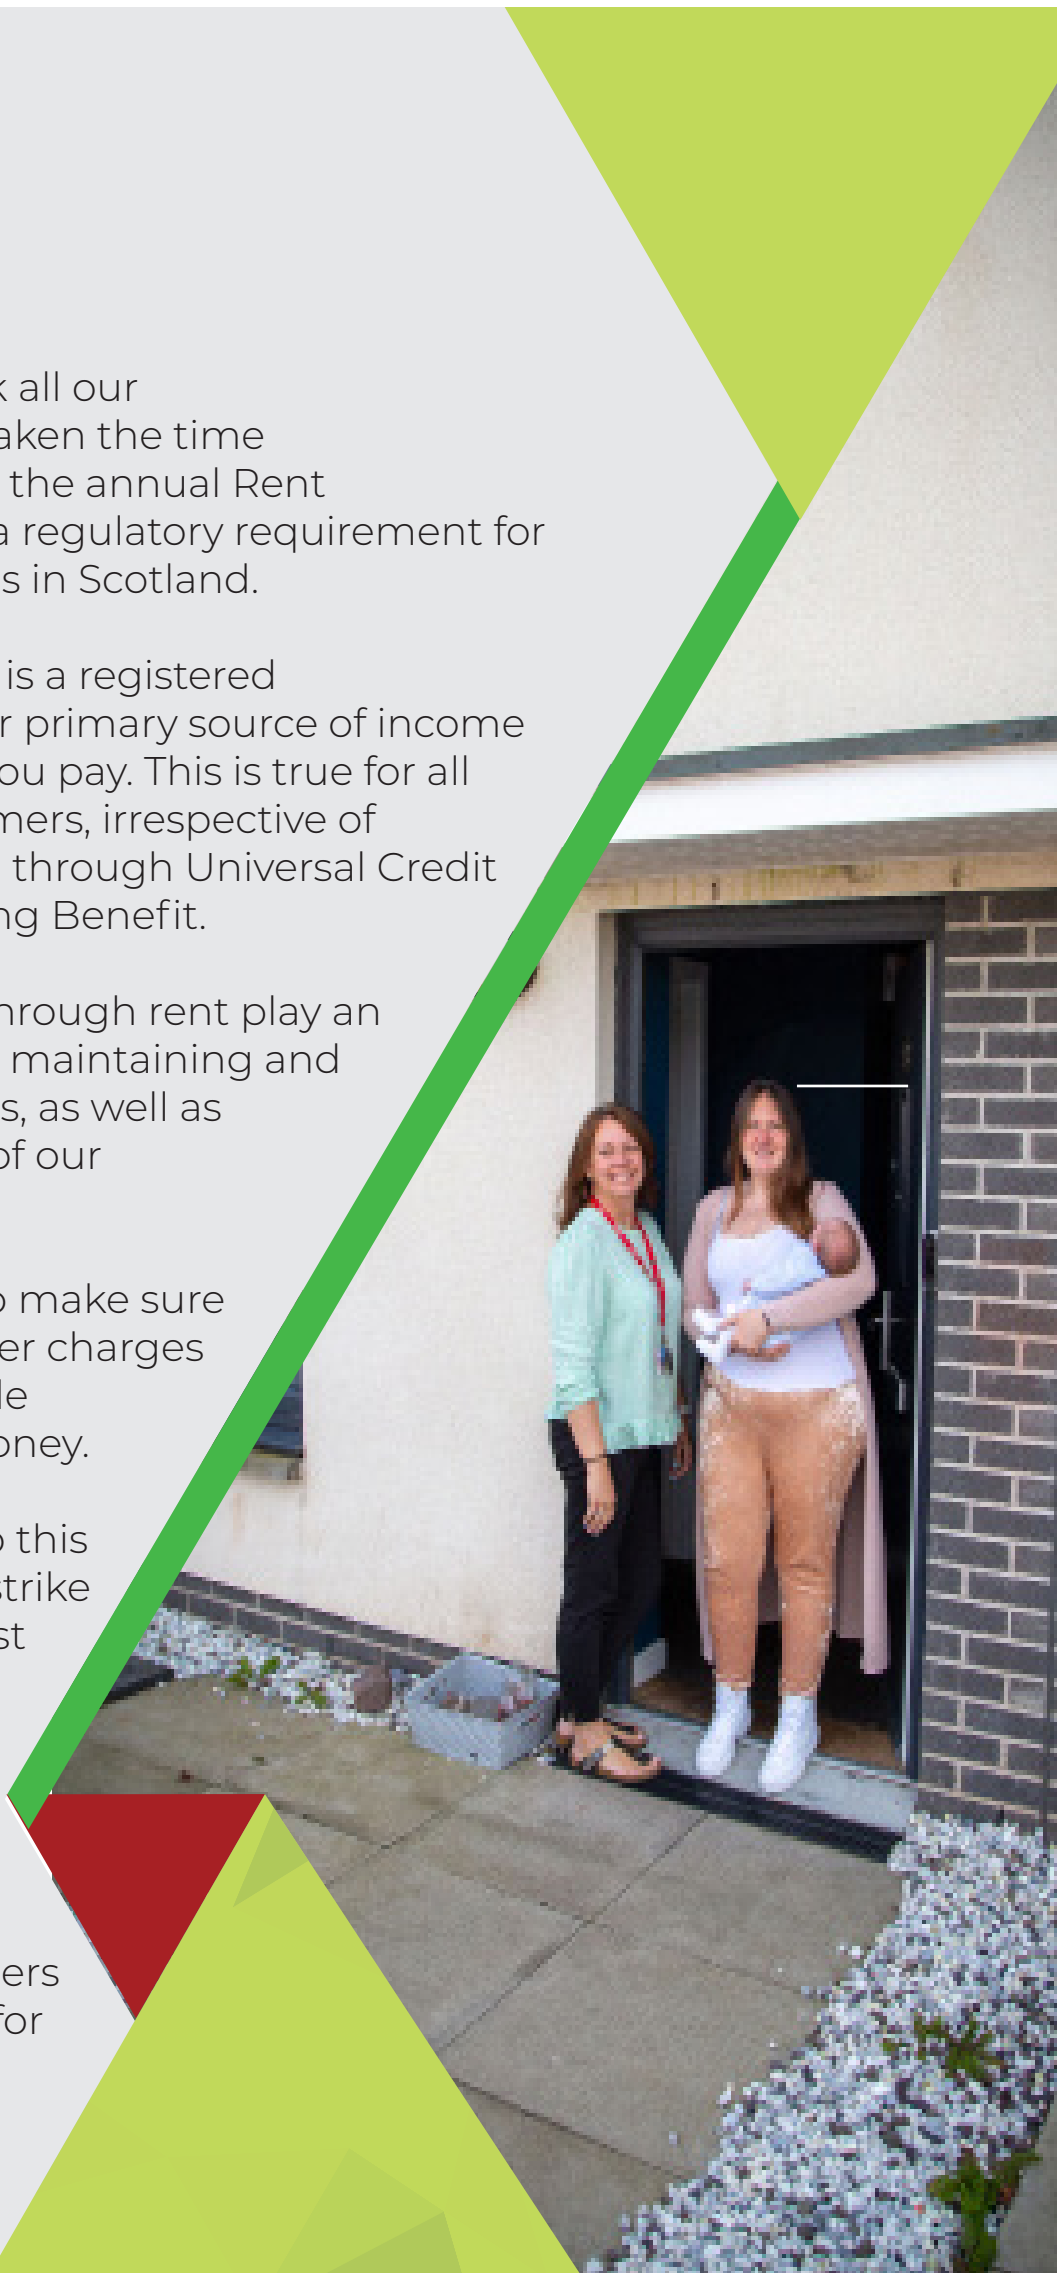 k all our
aken the time
the annual Rent
a regulatory requirement for
s in Scotland.
is a registered
r primary source of income
ou pay. This is true for all
mers, irrespective of
through Universal Credit
ng Benefit.
hrough rent play an
maintaining and
s, as well as
of our
o make sure
er charges
le
oney.
o this
strike
st
ers
for